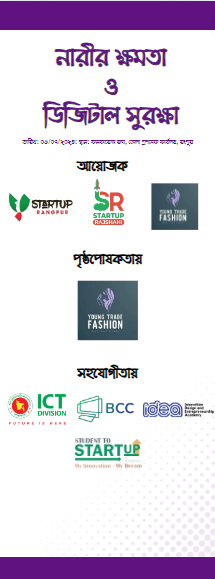 নারীর ক্ষমতা
ও
ডিজিটাল সুরক্ষা
আয়োজক
STARTUP
RANGPUR
SR
STARTUP
RAJSHAHI
YOUNG TRADE
FASHION
পৃষ্ঠপোষকতায়
YOUNG TRADE
FASHION
সহযোগীতায়
ICT
DIVISION
FUTURE IS HERE
BCC
idea
Innovation
Design and
Entrepreneurship
Academy
STUDENT TO
STARTUP
My Innovation - My Dream